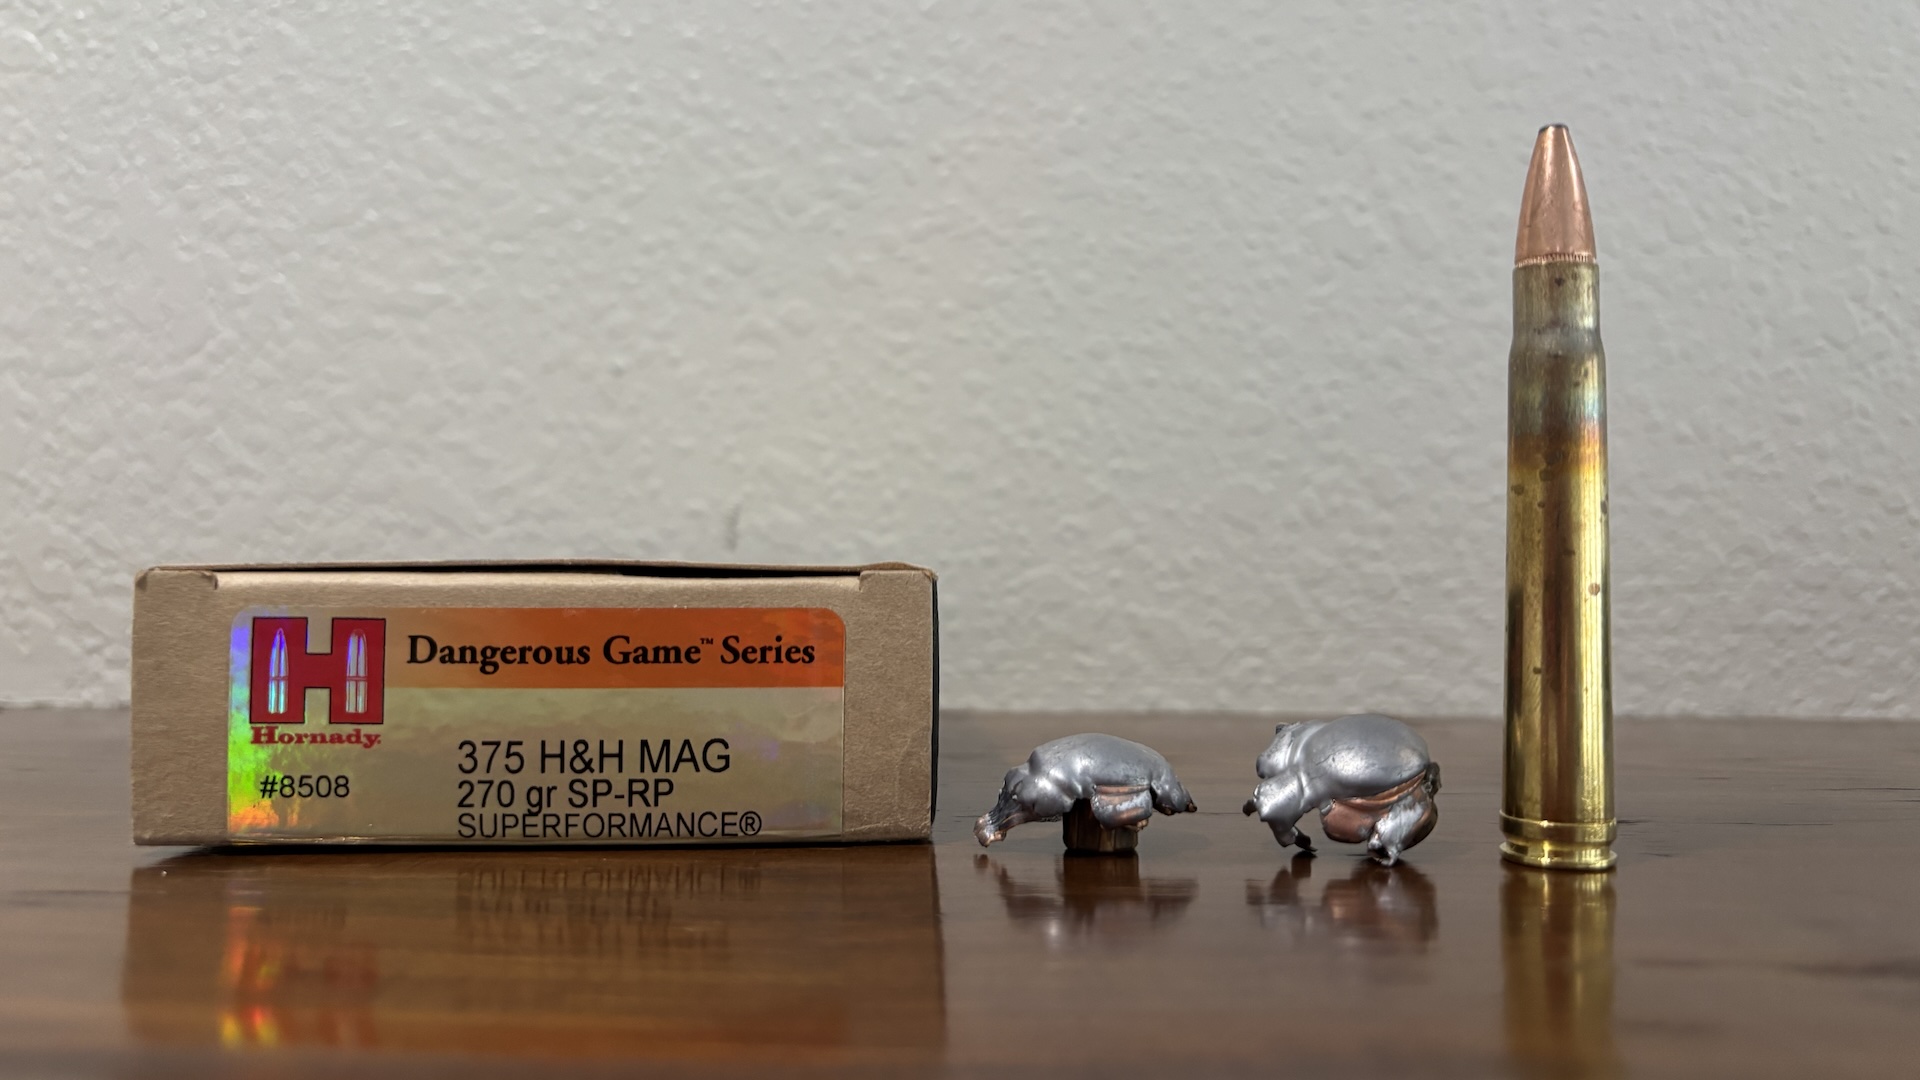 Dangerous Game™ Series
Hornady.
#8508
375 H&H MAG
270 gr SP-RP
SUPERFORMANCE®